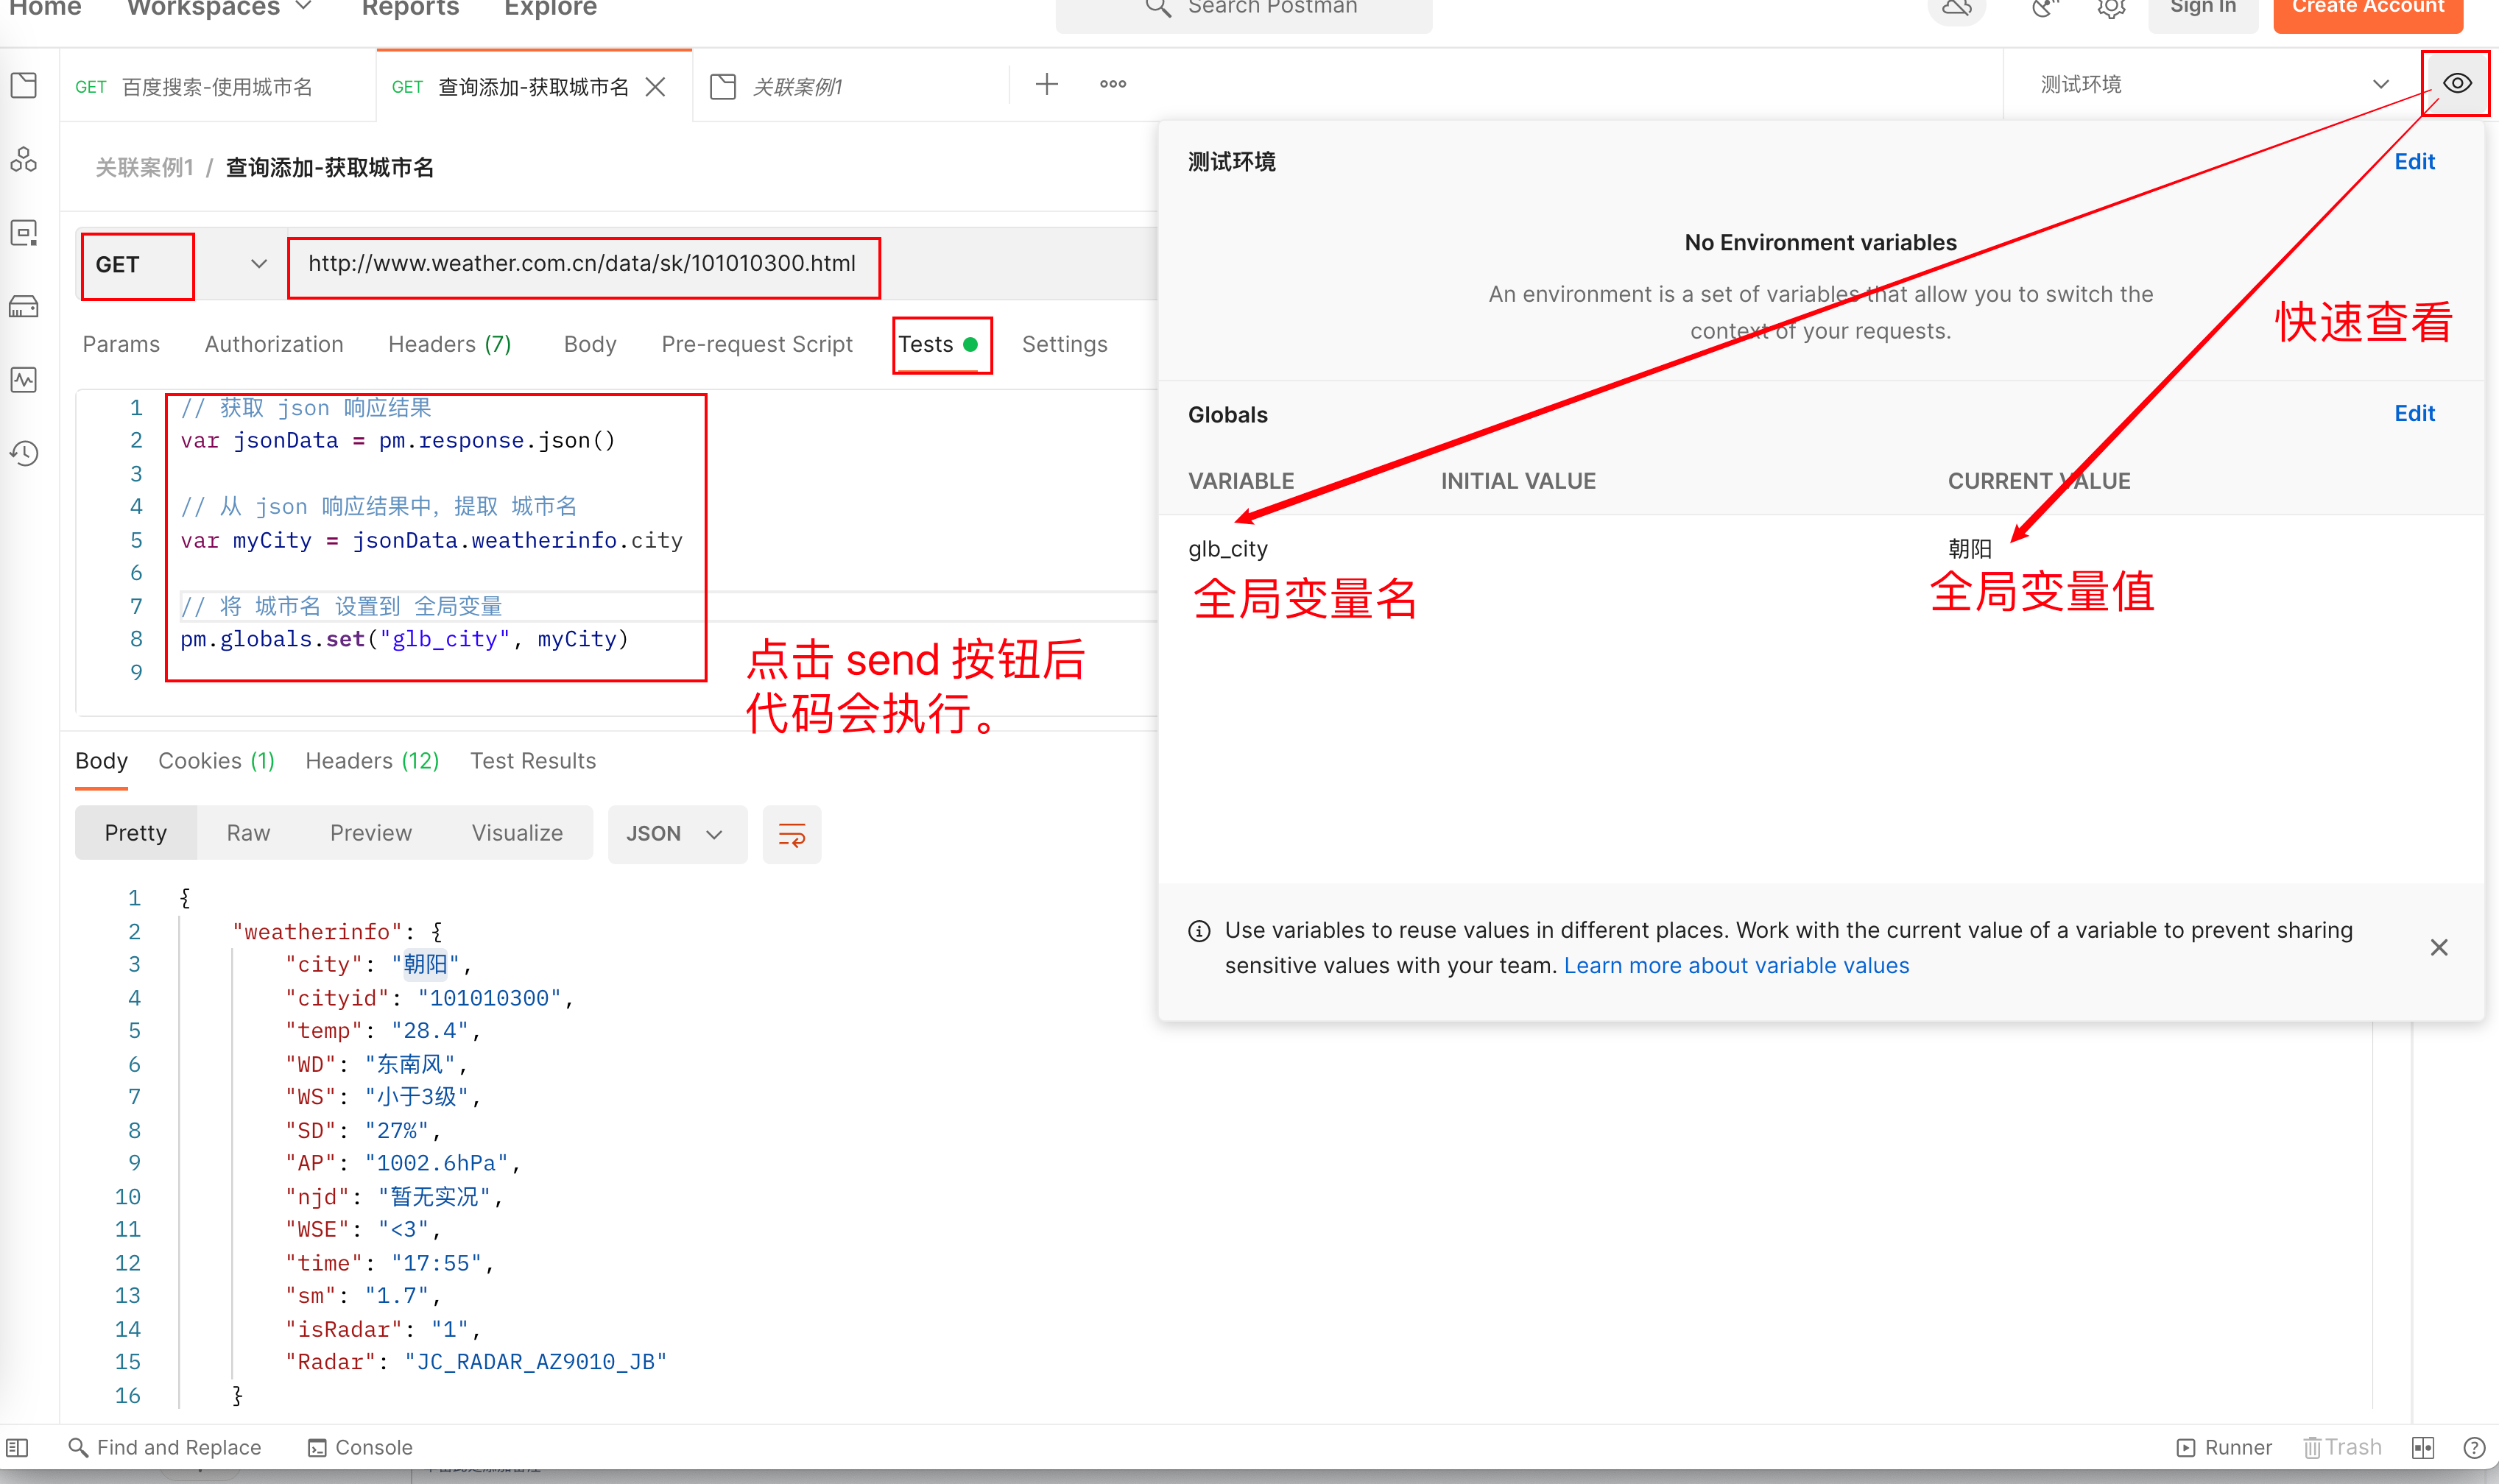 Home Workspaces Reports Explore Search Postman Sign In Create Account
GET 百度搜索-使用城市名 GET 查询添加-获取城市名 关联案例1 测试环境
关联案例1 / 查询添加-获取城市名
GET http://www.weather.com.cn/data/sk/101010300.html
Params Authorization Headers (7) Body Pre-request Script Tests Settings
1 // 获取 json 响应结果
2 var jsonData = pm.response.json()
3
4 // 从 json 响应结果中，提取 城市名
5 var myCity = jsonData.weatherinfo.city
6
7 // 将 城市名 设置到 全局变量
8 pm.globals.set("glb_city", myCity)
9
点击 send 按钮后
代码会执行。
测试环境 Edit
No Environment variables
An environment is a set of variables that allow you to switch the
context of your requests.
快速查看
Globals Edit
VARIABLE INITIAL VALUE CURRENT VALUE
glb_city 朝阳
全局变量名 全局变量值
Use variables to reuse values in different places. Work with the current value of a variable to prevent sharing
sensitive values with your team. Learn more about variable values
Body Cookies (1) Headers (12) Test Results
Pretty Raw Preview Visualize JSON
1 {
2 "weatherinfo": {
3 "city": "朝阳",
4 "cityid": "101010300",
5 "temp": "28.4",
6 "WD": "东南风",
7 "WS": "小于3级",
8 "SD": "27%",
9 "AP": "1002.6hPa",
10 "njd": "暂无实况",
11 "WSE": "<3",
12 "time": "17:55",
13 "sm": "1.7",
14 "isRadar": "1",
15 "Radar": "JC_RADAR_AZ9010_JB"
16 }
Find and Replace Console Runner Trash